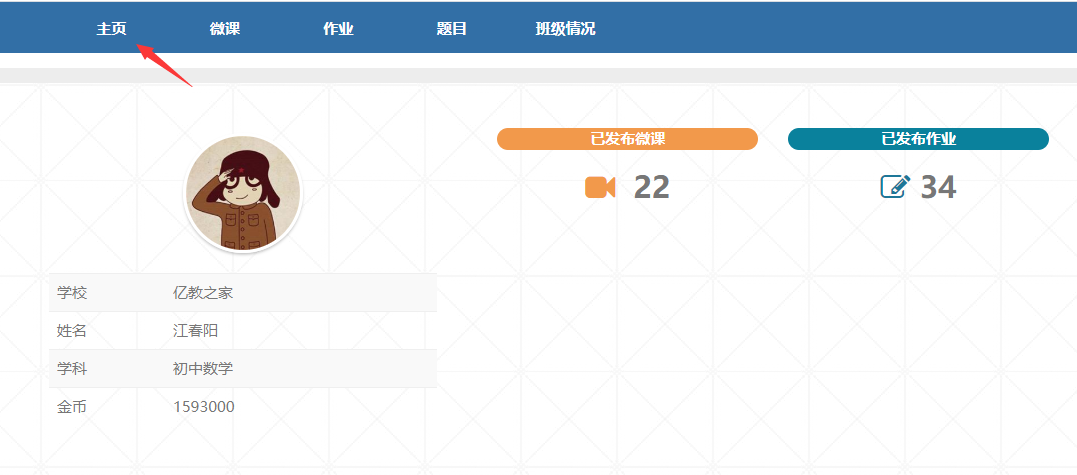 主页 微课 作业 题目 班级情况
已发布微课 已发布作业
22 34
学校 亿教之家
姓名 江春阳
学科 初中数学
金币 1593000